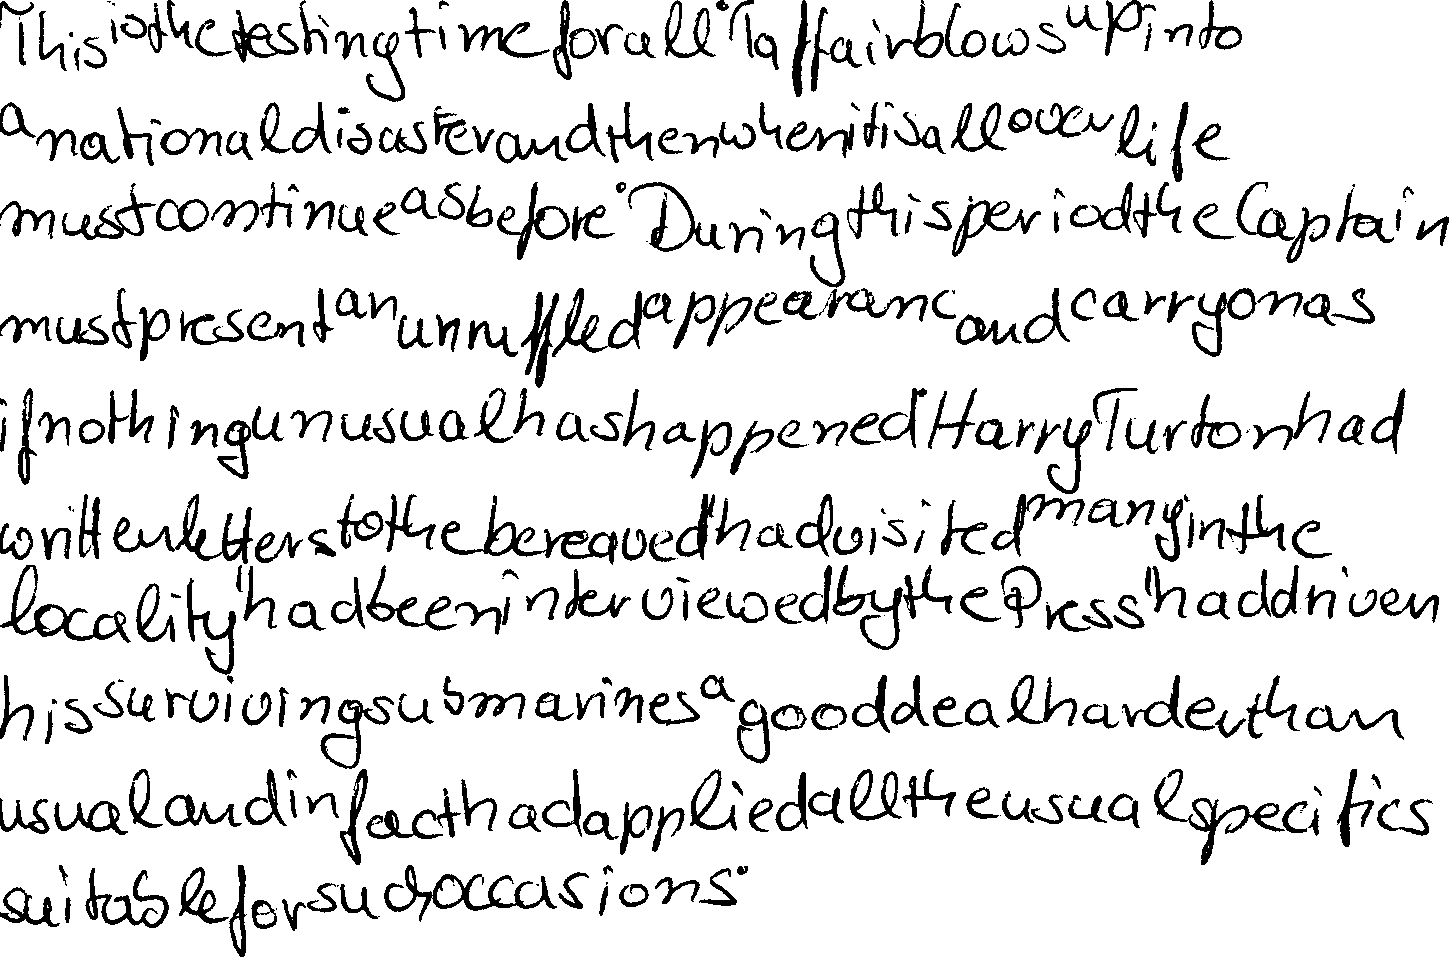 This is the testing time for all. Ta ffair blows up into
a national disaster and then when it is all over life
must continue as before. During this period the Captain
must present an unruffled appearanc and carry on as
if nothing unusual has happened. Harry Turton had
written letters to the bereaved " had visited many in the
locality " had been interviewed by the Press " had driven
his surviving submarines a good deal harder than
usual and in fact had applied all the usual specifics
suitable for such occasions.